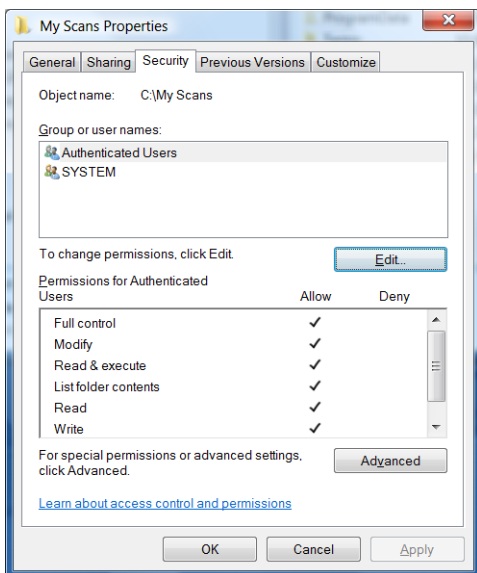 My Scans Properties
General Sharing Security Previous Versions Customize
Object name: C:\My Scans
Group or user names:
Authenticated Users
SYSTEM
To change permissions, click Edit.
Edit...
Permissions for Authenticated
Users Allow Deny
Full control
Modify
Read & execute
List folder contents
Read
Write
For special permissions or advanced settings,
click Advanced.
Advanced
Learn about access control and permissions
OK Cancel Apply